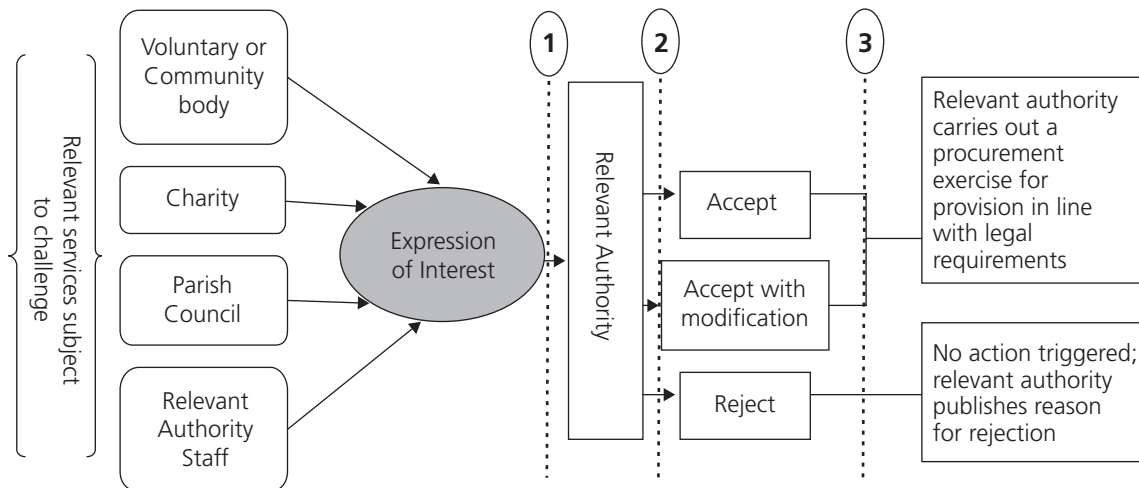 Relevant services subject
to challenge
Voluntary or
Community
body
Charity
Parish
Council
Relevant
Authority
Staff
Expression
of Interest
1
Relevant Authority
2
Accept
Accept with
modification
Reject
3
Relevant authority
carries out a
procurement
exercise for
provision in line
with legal
requirements
No action triggered;
relevant authority
publishes reason
for rejection